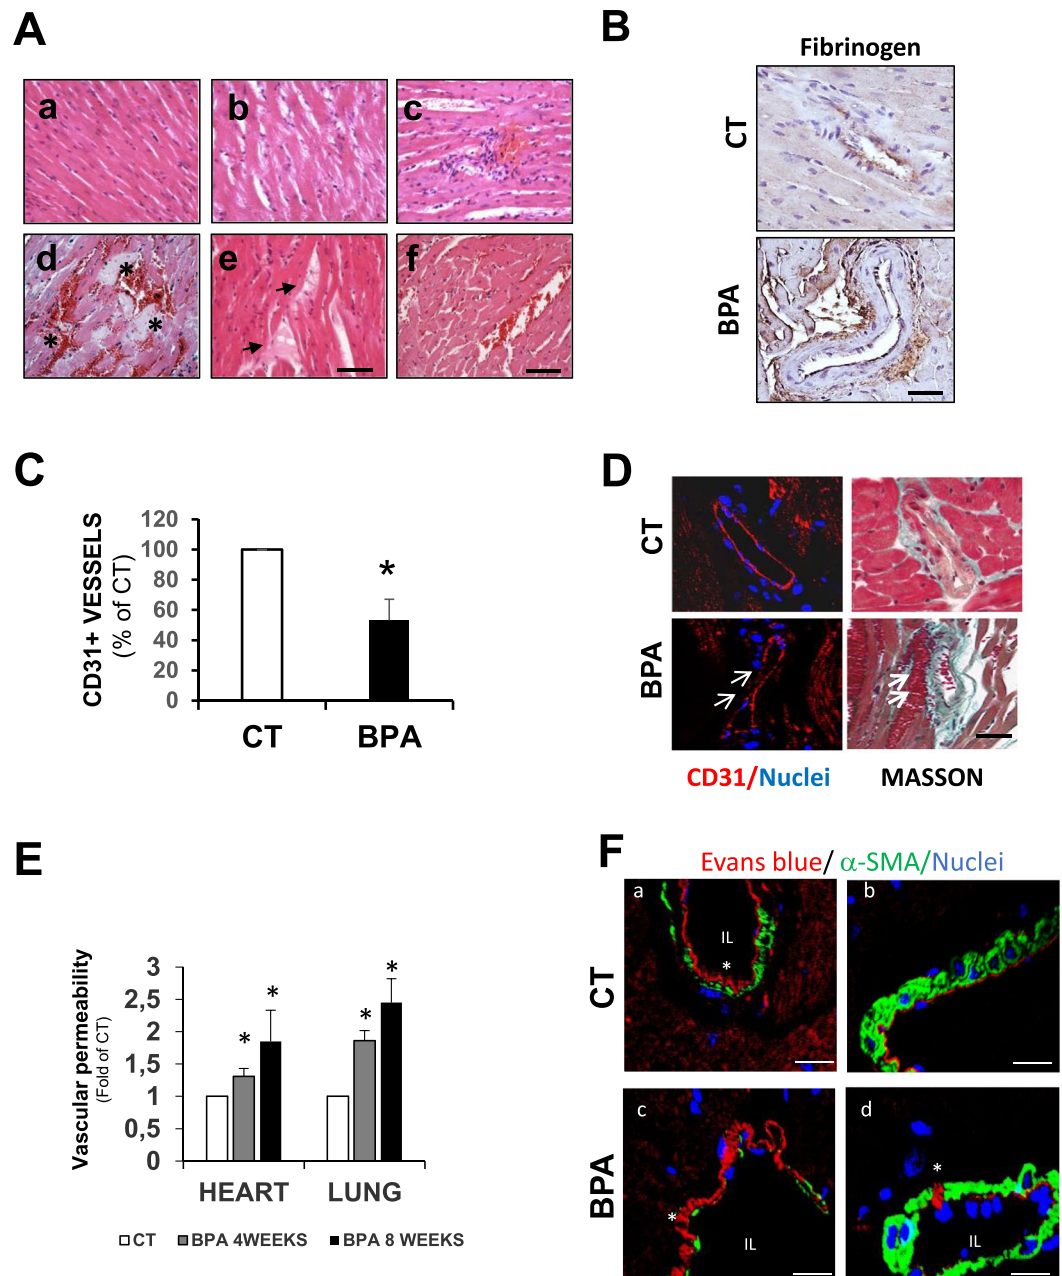 A
a
b
c
d
*
*
*
e
f
B
Fibrinogen
CT
BPA
C
CD31+ VESSELS
(% of CT)
120
100
80
60
40
20
0
*
CT
BPA
D
CT
BPA
CD31/Nuclei
MASSON
E
Vascular permeability
(Fold of CT)
3
2,5
2
1,5
1
0,5
0
*
*
*
*
HEART
LUNG
CT
BPA 4WEEKS
BPA 8 WEEKS
F
Evans blue/ α-SMA/Nuclei
CT
a
IL
*
b
BPA
c
*
IL
d
*
IL